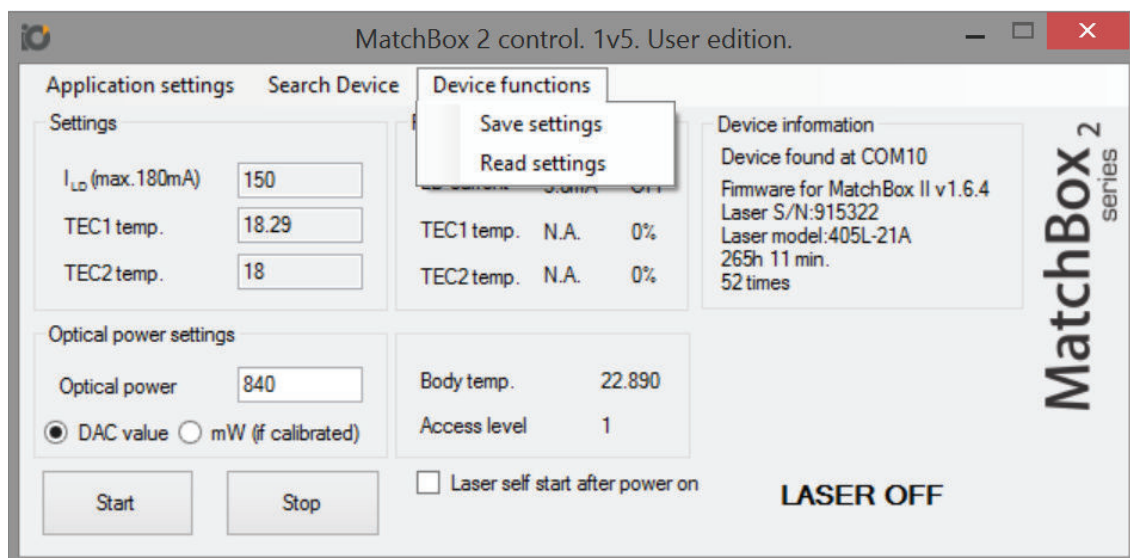 MatchBox 2 control. 1v5. User edition.
Application settings Search Device Device functions
Save settings
Read settings
Settings
I_LD (max.180mA) 150
TEC1 temp. 18.29
TEC2 temp. 18
TEC1 temp. N.A. 0%
TEC2 temp. N.A. 0%
Device information
Device found at COM10
Firmware for MatchBox II v1.6.4
Laser S/N:915322
Laser model:405L-21A
265h 11 min.
52 times
MatchBox 2
series
Optical power settings
Optical power 840
DAC value mW (if calibrated)
Body temp. 22.890
Access level 1
Start Stop
Laser self start after power on
LASER OFF